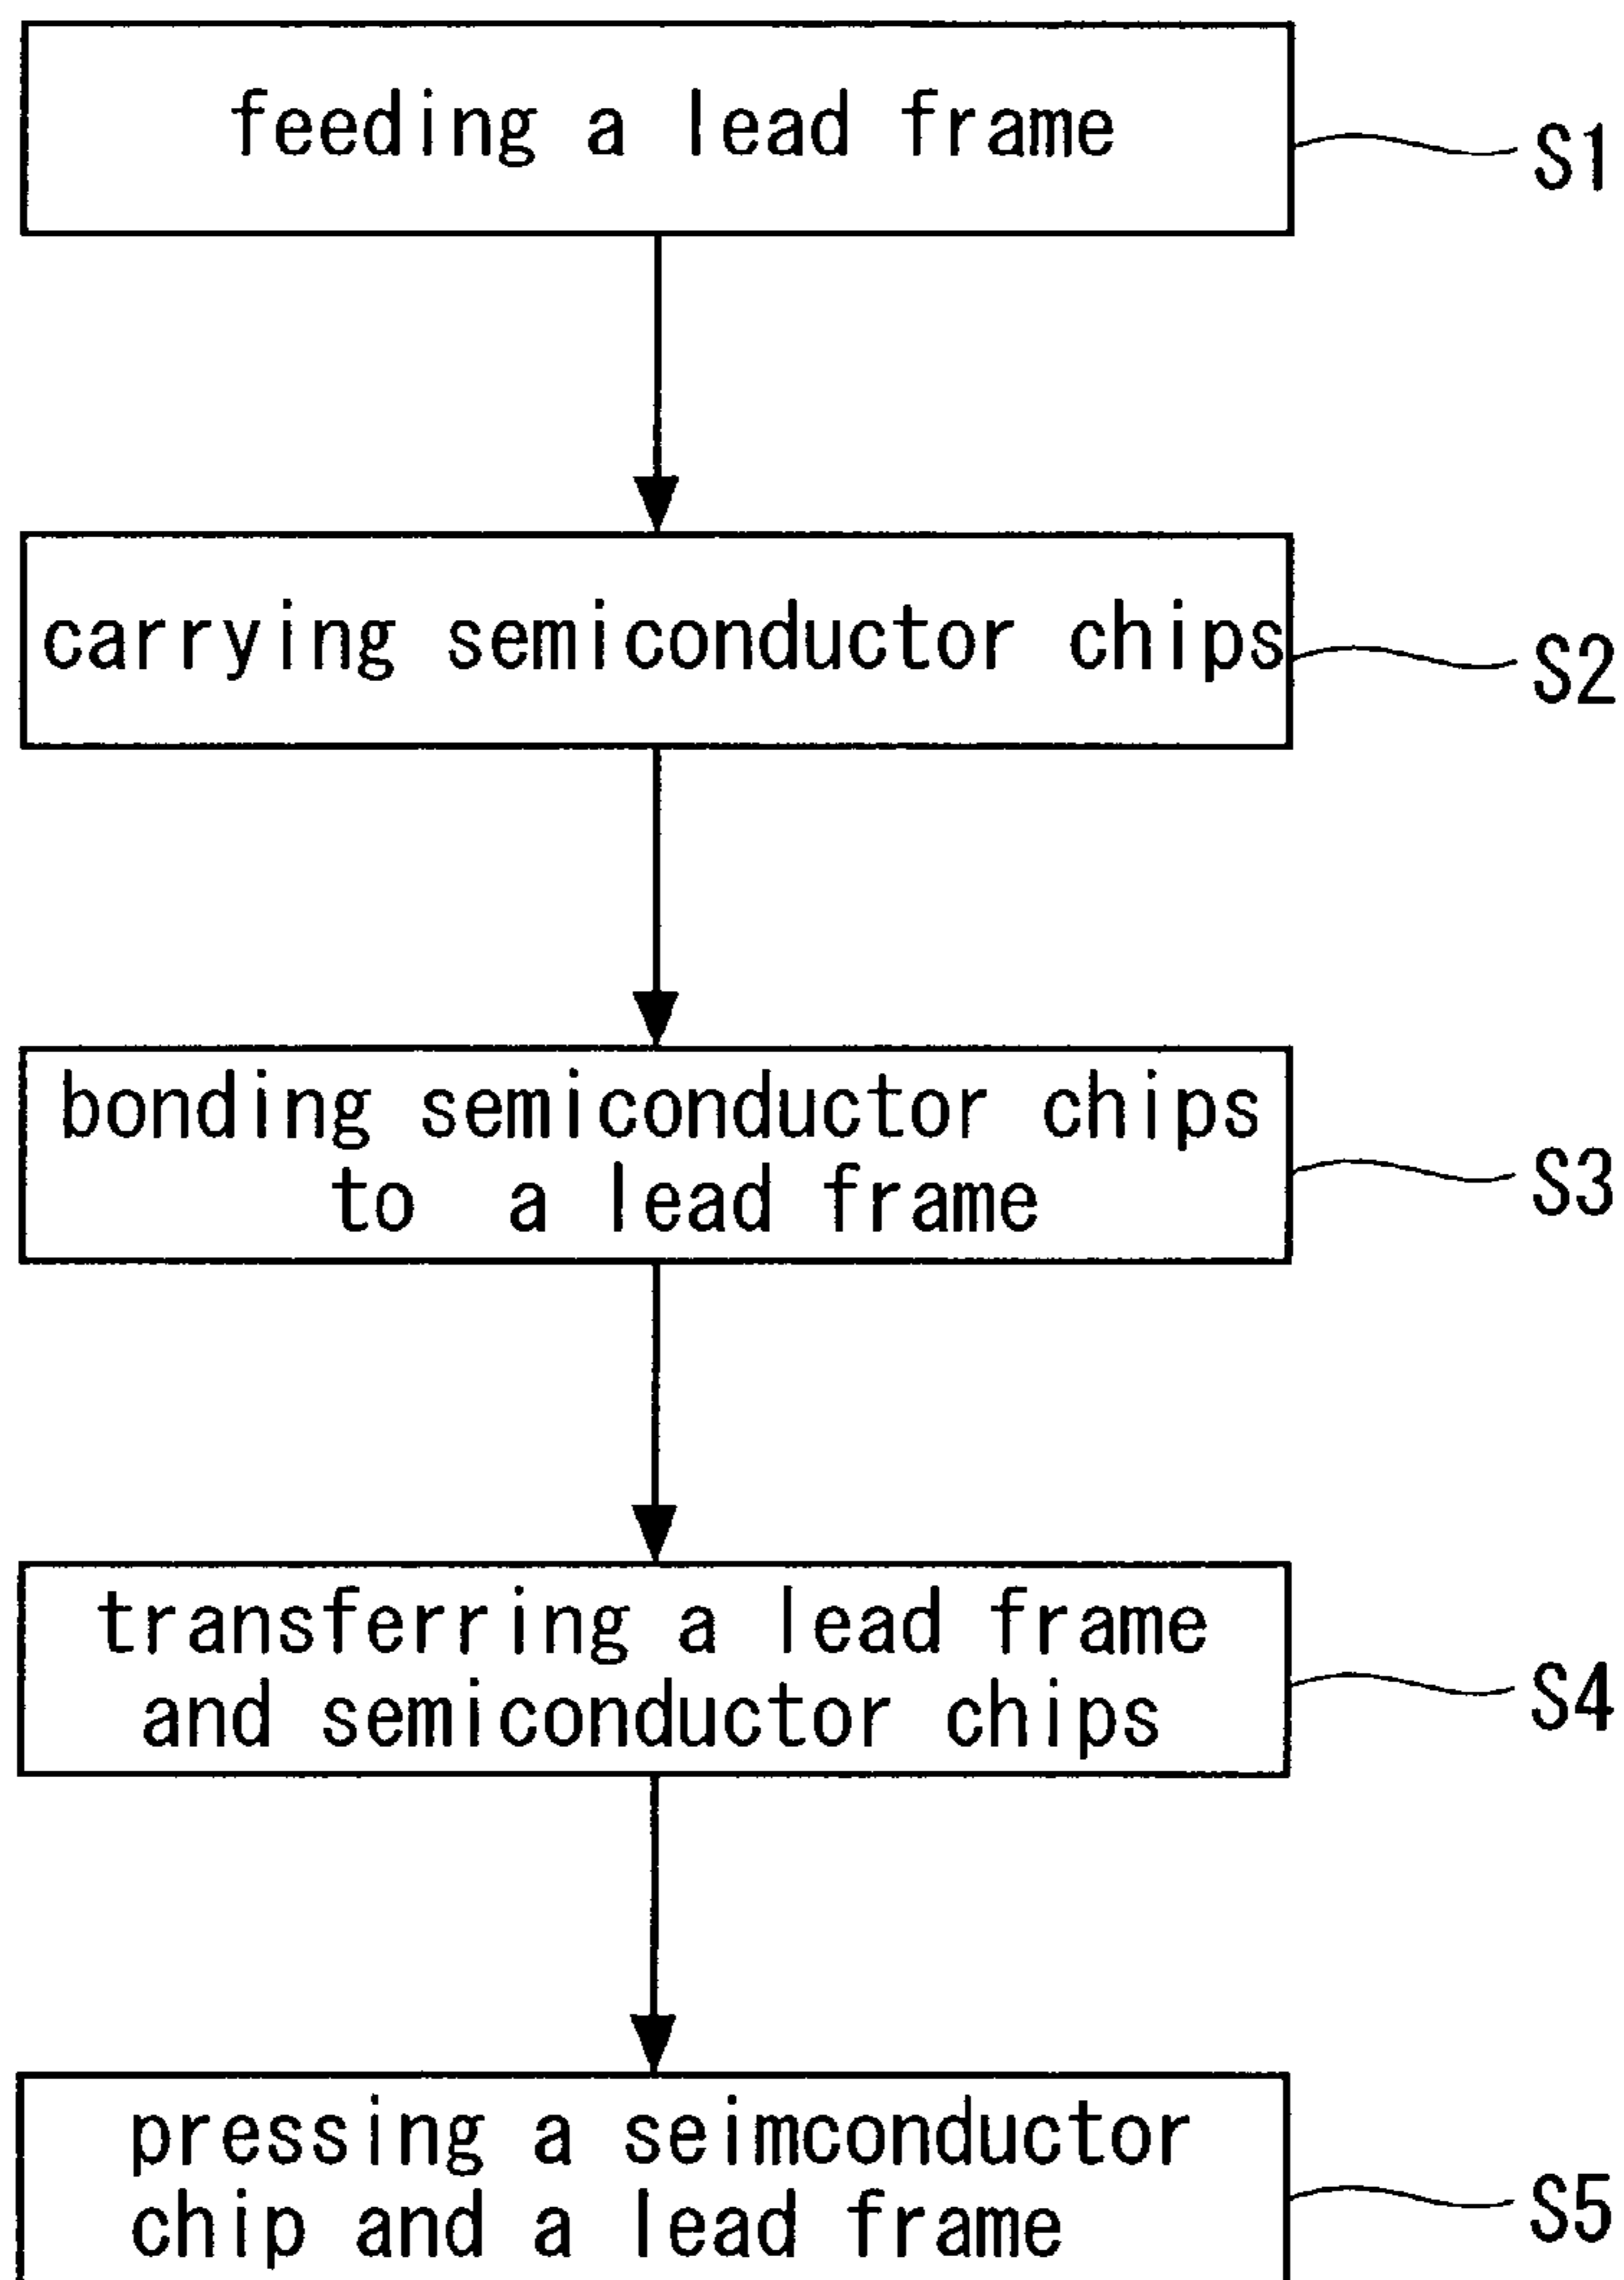 feeding a lead frame
S1
carrying semiconductor chips
S2
bonding semiconductor chips
to a lead frame
S3
transferring a lead frame
and semiconductor chips
S4
pressing a seimconductor
chip and a lead frame
S5